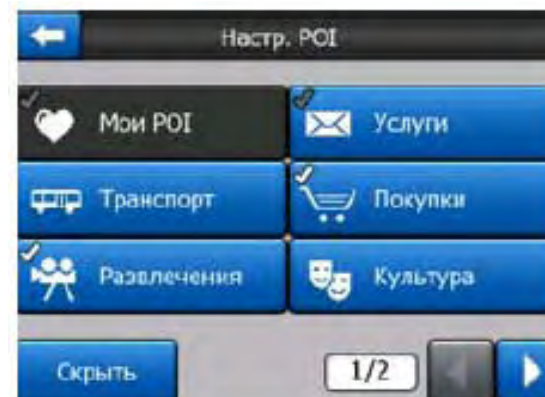 Настр. POI
Мои POI
Услуги
Транспорт
Покупки
Развлечения
Культура
Скрыть
1/2